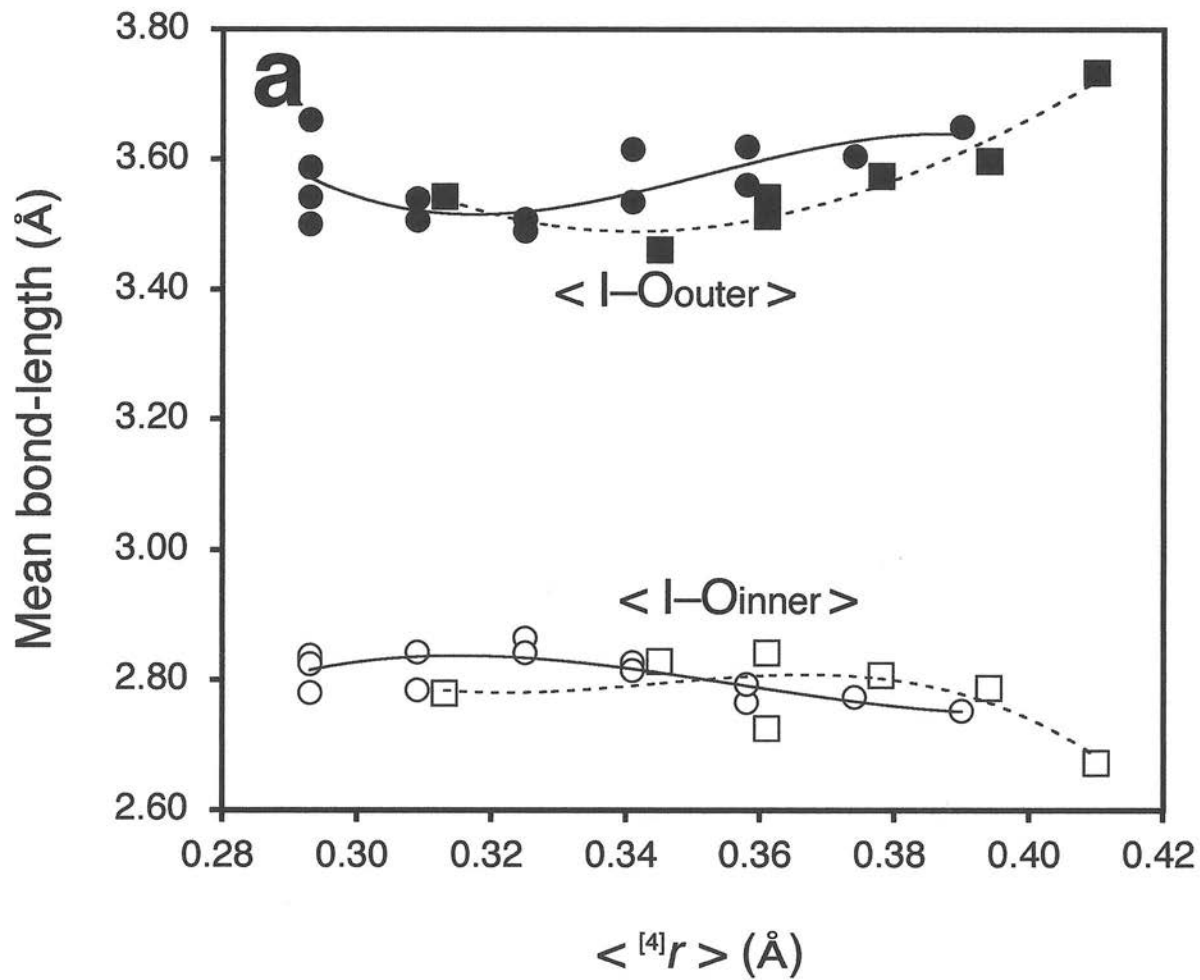 a
3.80
3.60
3.40
3.20
3.00
2.80
2.60
Mean bond-length (Å)
< I–Oouter >
< I–Oinner >
0.28 0.30 0.32 0.34 0.36 0.38 0.40 0.42
< [4]r > (Å)